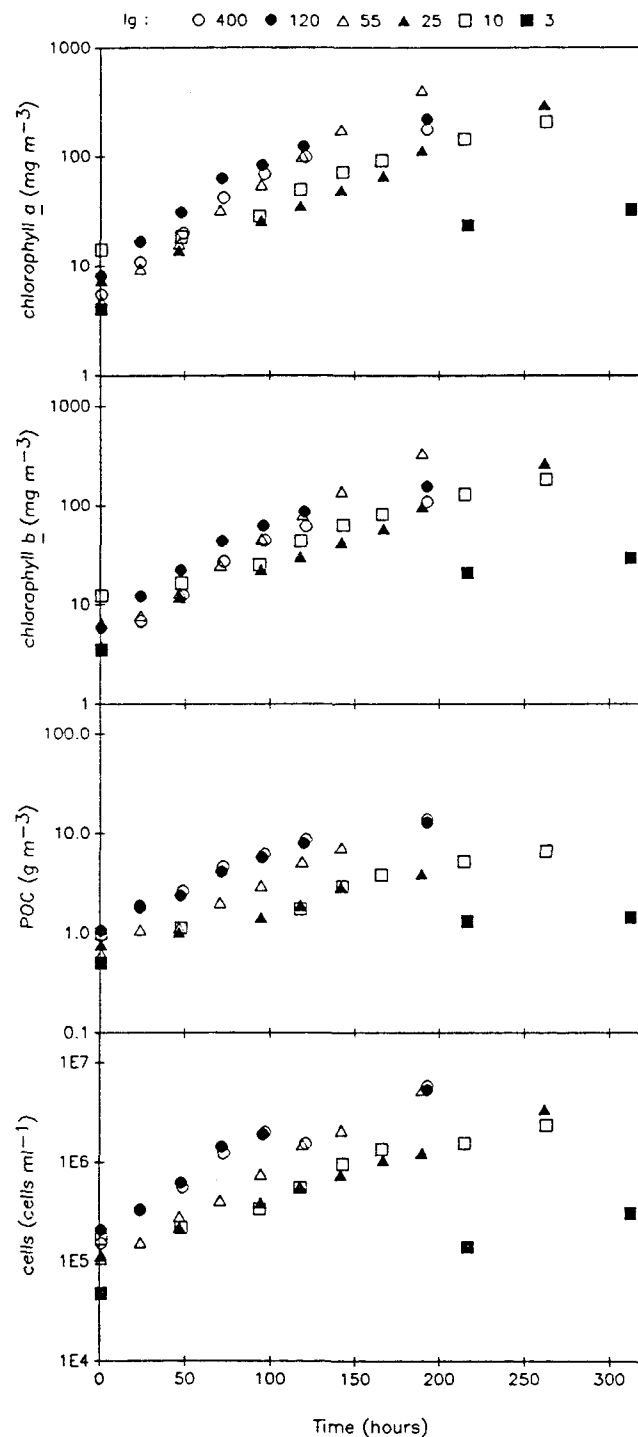 Ig : ○ 400 ● 120 △ 55 ▲ 25 □ 10 ■ 3
1000
100
10
1
chlorophyll a (mg m−3)
1000
100
10
1
chlorophyll b (mg m−3)
100.0
10.0
1.0
0.1
POC (g m−3)
1E7
1E6
1E5
1E4
cells (cells ml−1)
0 50 100 150 200 250 300
Time (hours)